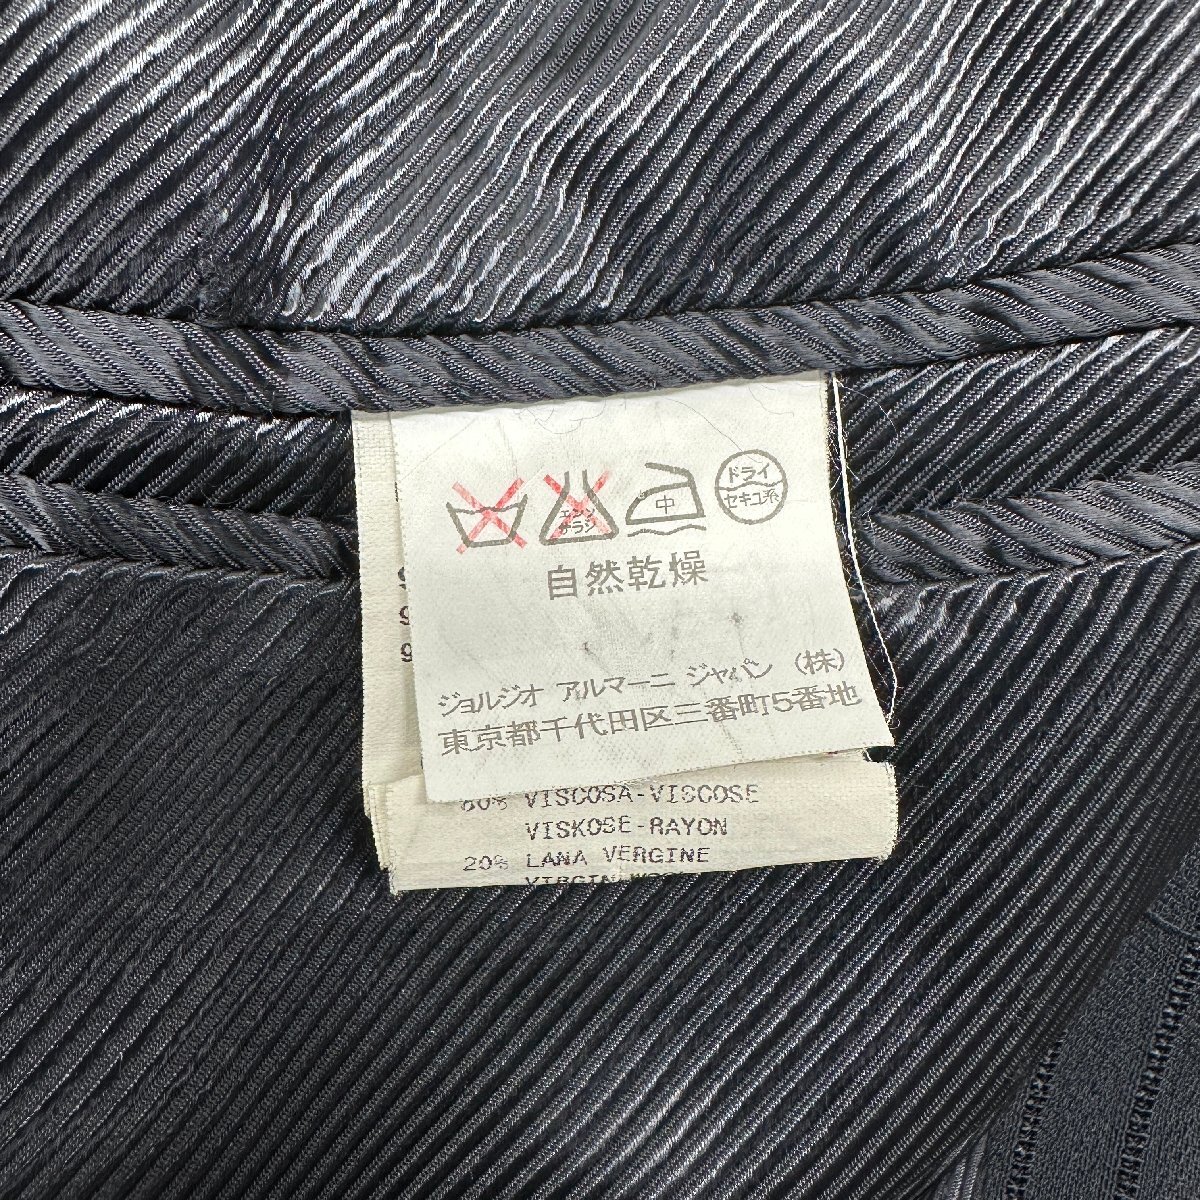 エンソ
サラシ
中
ドライ
セキユ系
自然乾燥
ジョルジオ アルマーニ ジャパン (株)
東京都千代田区三番町5番地
80% VISCOSA-VISCOSE
VISKOSE-RAYON
20% LANA VERGINE